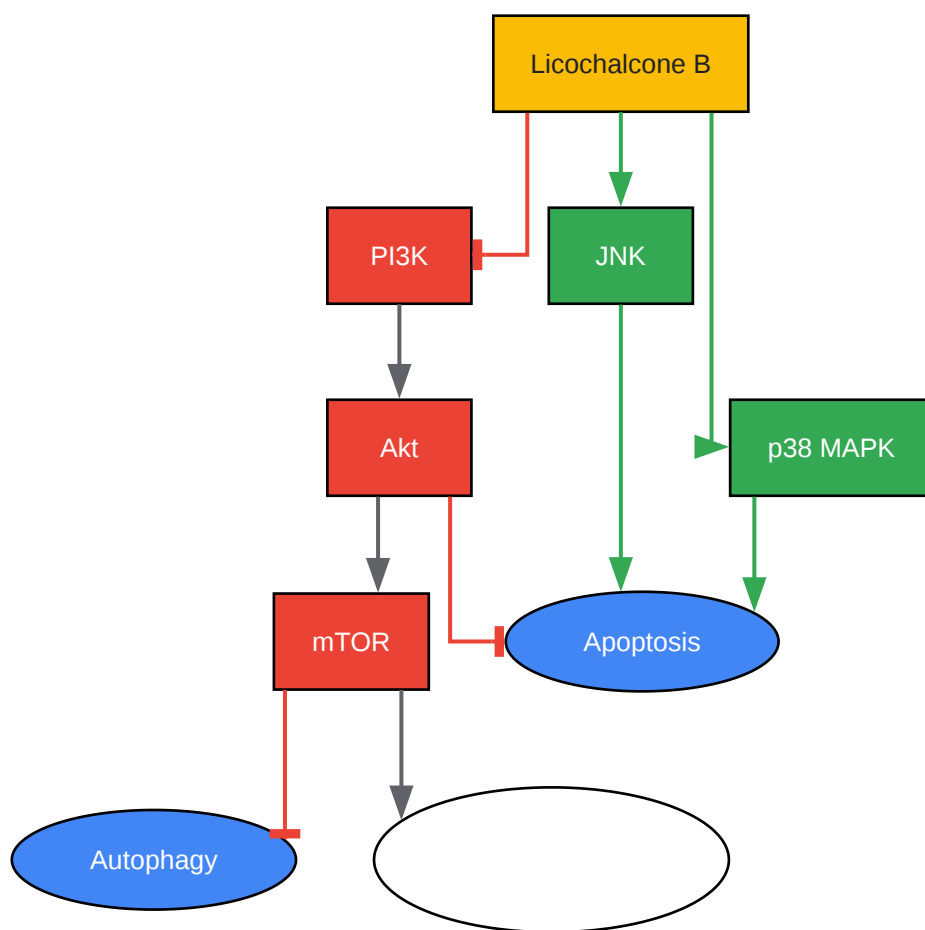 Licochalcone B
PI3K
JNK
Akt
p38 MAPK
mTOR
Apoptosis
Autophagy